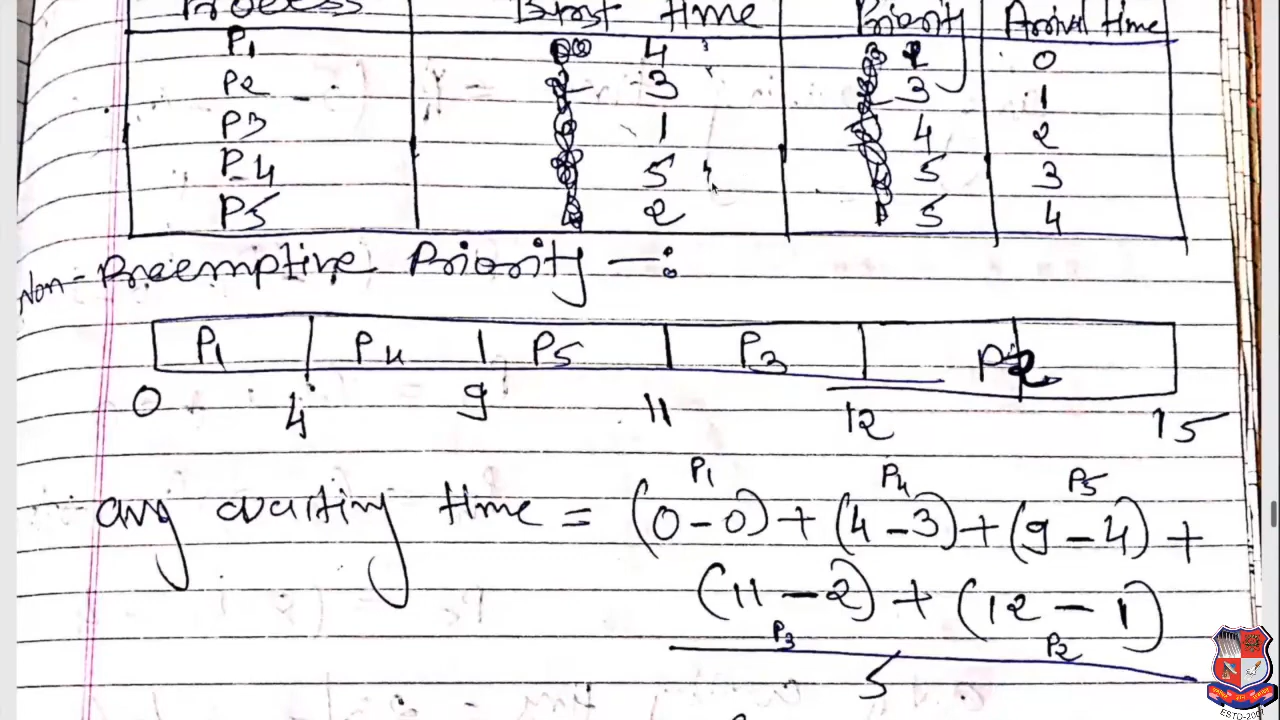 Process Burst time Priority Arrival time
P1 4 2 0
P2 3 3 1
P3 1 4 2
P4 5 5 3
P5 2 5 4
Non-Preemptive Priority —:
P1 P4 P5 P3 P2
0 4 9 11 12 15
P1 P4 P5
avg waiting time = (0-0) + (4-3) + (9-4) +
(11-2) + (12-1)
P3 P2
5